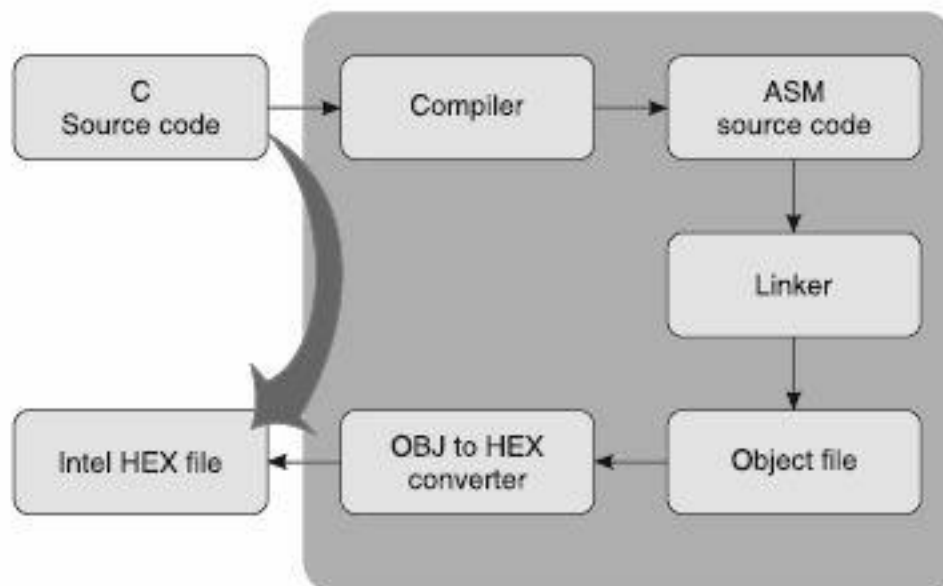 C
Source code
Compiler
ASM
source code
Linker
Object file
OBJ to HEX
converter
Intel HEX file